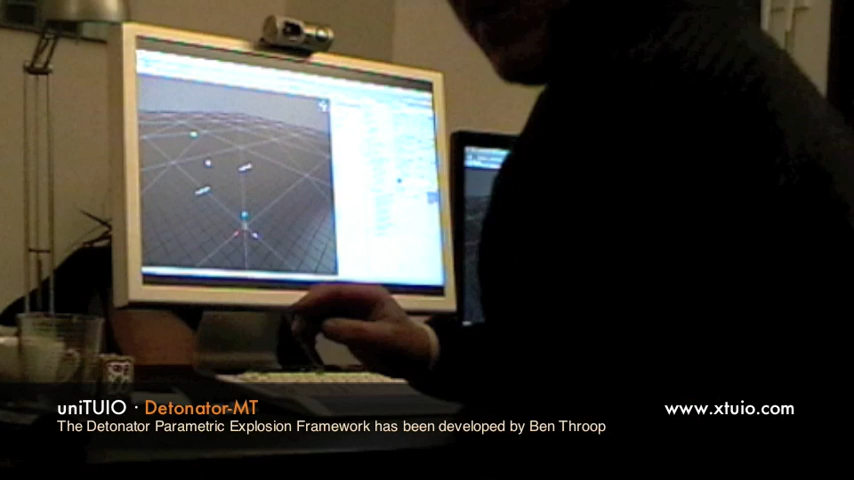 uniTUIO · Detonator-MT
www.xtuio.com
The Detonator Parametric Explosion Framework has been developed by Ben Throop